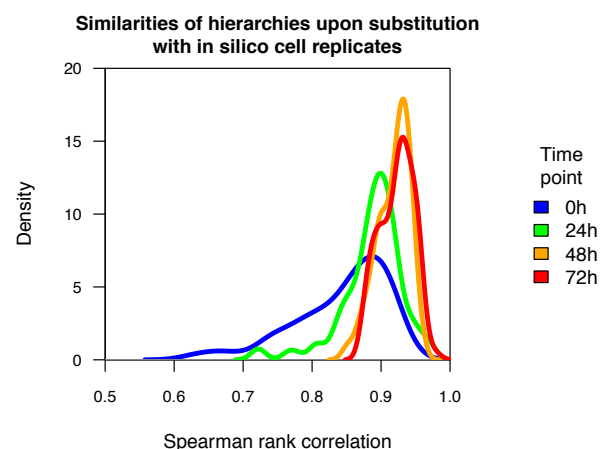 Similarities of hierarchies upon substitution
with in silico cell replicates
20
15
10
5
0
Density
0.5 0.6 0.7 0.8 0.9 1.0
Spearman rank correlation
Time
point
0h
24h
48h
72h